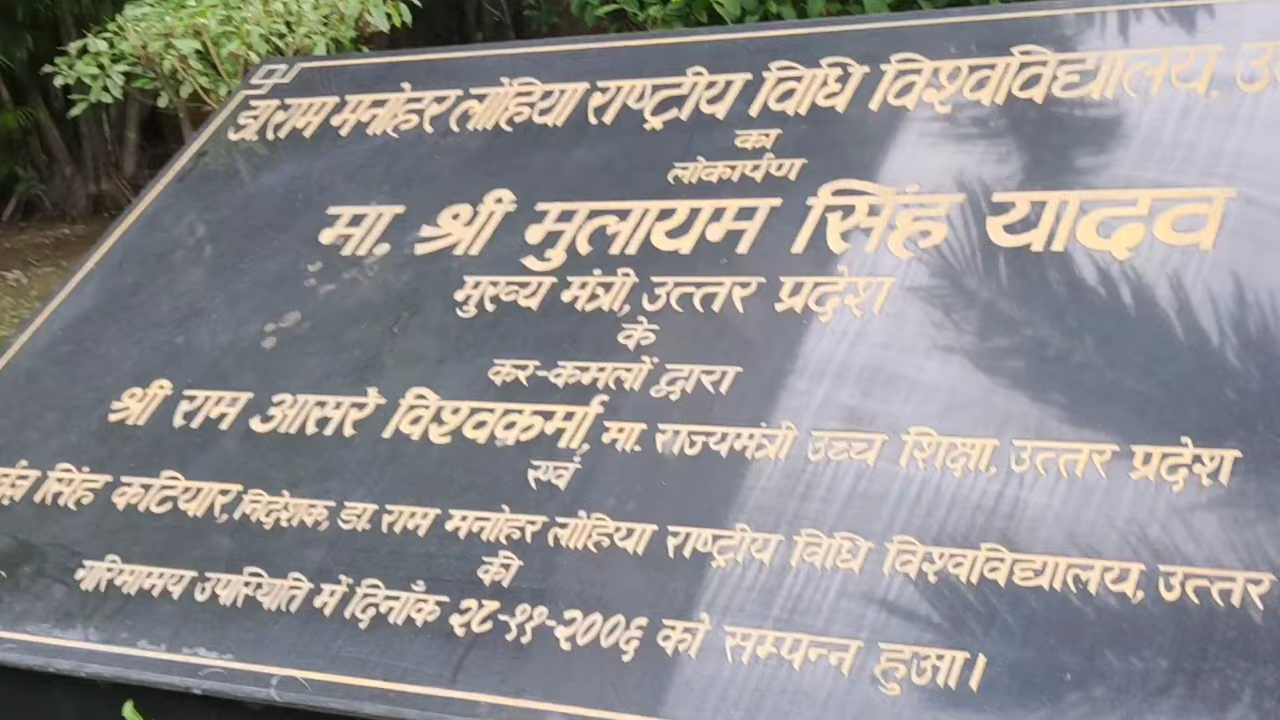 डा. राम मनोहर लोहिया राष्ट्रीय विधि विश्वविद्यालय,
का
लोकार्पण
मा. श्री मुलायम सिंह यादव
मुख्य मंत्री, उत्तर प्रदेश
के
कर-कमलों द्वारा
श्री राम आसरे विश्वकर्मा, मा. राज्यमंत्री उच्च शिक्षा, उत्तर प्रदेश
एवं
सिंह कटियार, निदेशक, डा. राम मनोहर लोहिया राष्ट्रीय विधि विश्वविद्यालय, उत्तर
की
गरिमामय उपस्थिति में दिनाँक २८-११-२००६ को सम्पन्न हुआ।